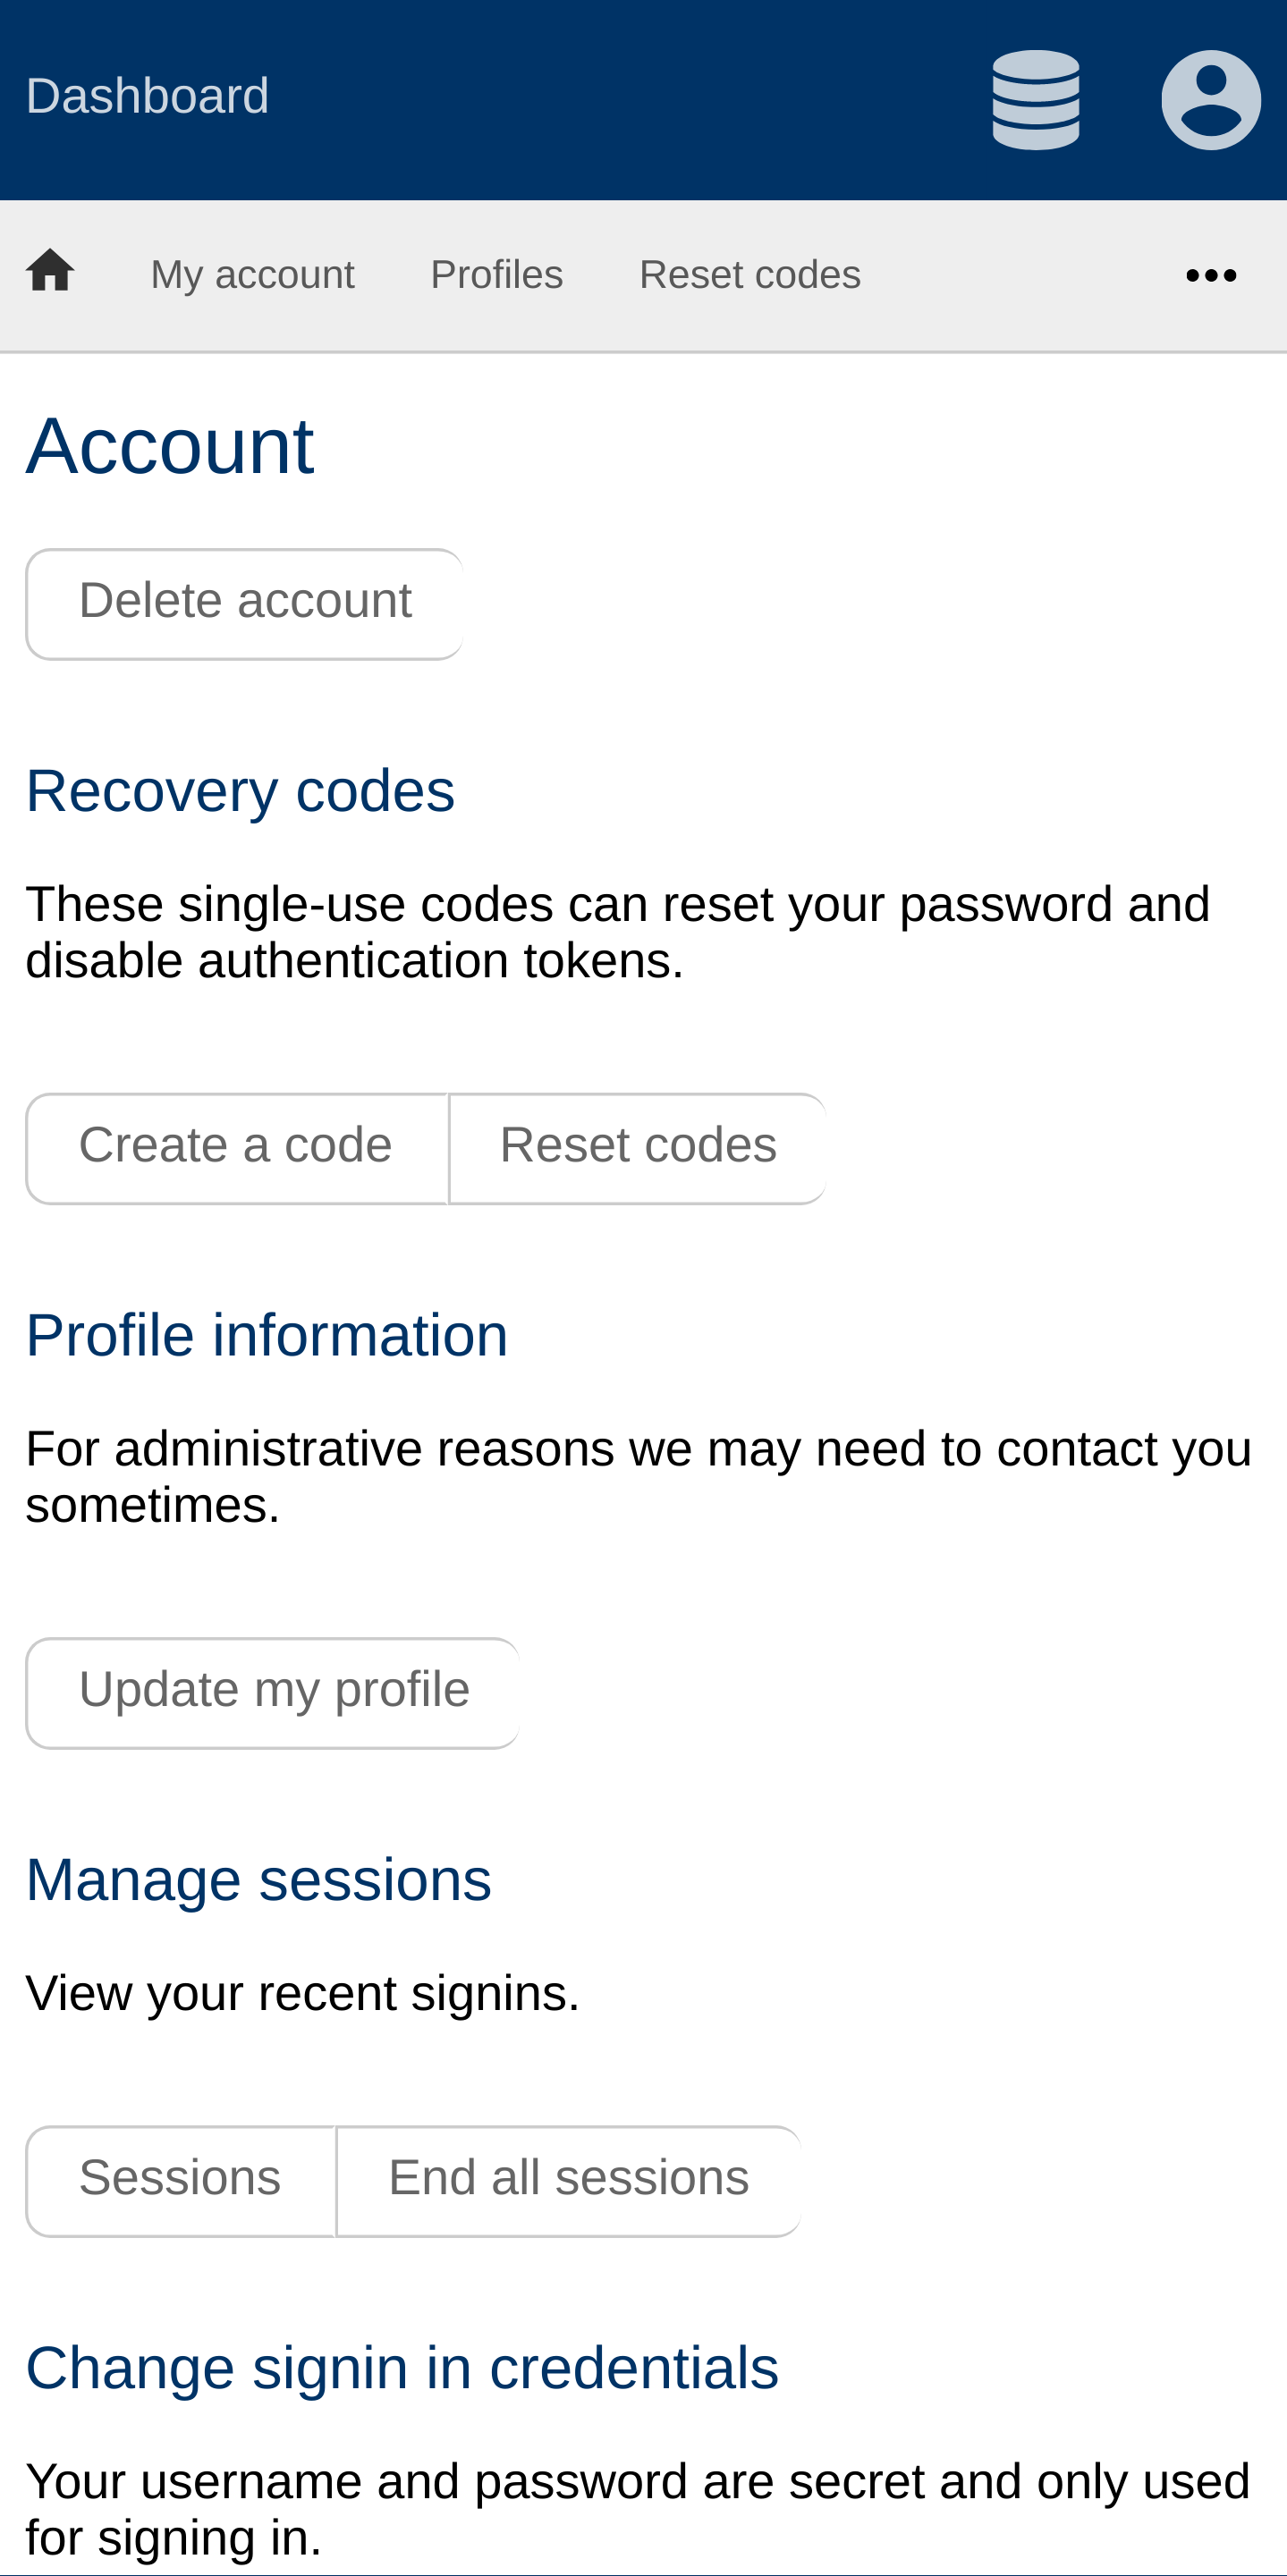 Dashboard
My account Profiles Reset codes
Account
Delete account
Recovery codes
These single-use codes can reset your password and
disable authentication tokens.
Create a code Reset codes
Profile information
For administrative reasons we may need to contact you
sometimes.
Update my profile
Manage sessions
View your recent signins.
Sessions End all sessions
Change signin in credentials
Your username and password are secret and only used
for signing in.